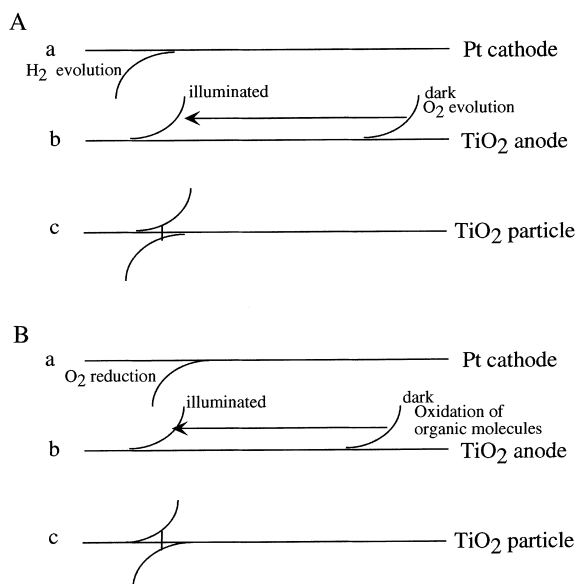 A
a
Pt cathode
H2 evolution
illuminated
dark
O2 evolution
b
TiO2 anode
c
TiO2 particle
B
a
Pt cathode
O2 reduction
illuminated
dark
Oxidation of
organic molecules
b
TiO2 anode
c
TiO2 particle